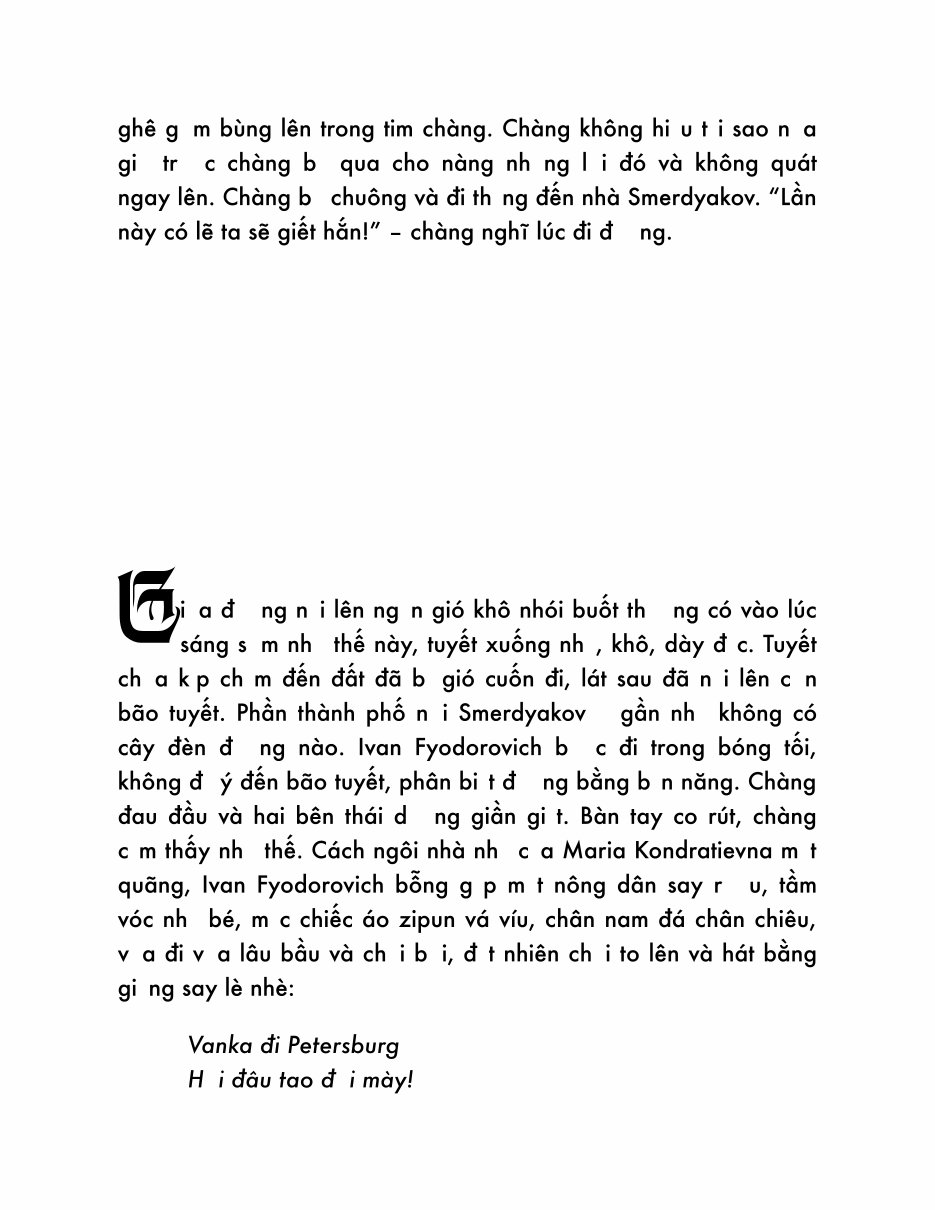 ghê g m bùng lên trong tim chàng. Chàng không hi u t i sao n a
gi tr c chàng b qua cho nàng nh ng l i đó và không quát
ngay lên. Chàng b chuông và đi th ng đến nhà Smerdyakov. “Lần
này có lẽ ta sẽ giết hắn!” – chàng nghĩ lúc đi đ ng.
i a đ ng n i lên ng n gió khô nhói buốt th ng có vào lúc
sáng s m nh thế này, tuyết xuống nh , khô, dày đ c. Tuyết
ch a k p ch m đến đất đã b gió cuốn đi, lát sau đã n i lên c n
bão tuyết. Phần thành phố n i Smerdyakov gần nh không có
cây đèn đ ng nào. Ivan Fyodorovich b c đi trong bóng tối,
không đ ý đến bão tuyết, phân bi t đ ng bằng b n năng. Chàng
đau đầu và hai bên thái d ng giần gi t. Bàn tay co rút, chàng
c m thấy nh thế. Cách ngôi nhà nh c a Maria Kondratievna m t
quãng, Ivan Fyodorovich bỗng g p m t nông dân say r u, tầm
vóc nh bé, m c chiếc áo zipun vá víu, chân nam đá chân chiêu,
v a đi v a lâu bầu và ch i b i, đ t nhiên ch i to lên và hát bằng
gi ng say lè nhè:
Vanka đi Petersburg
H i đâu tao đ i mày!